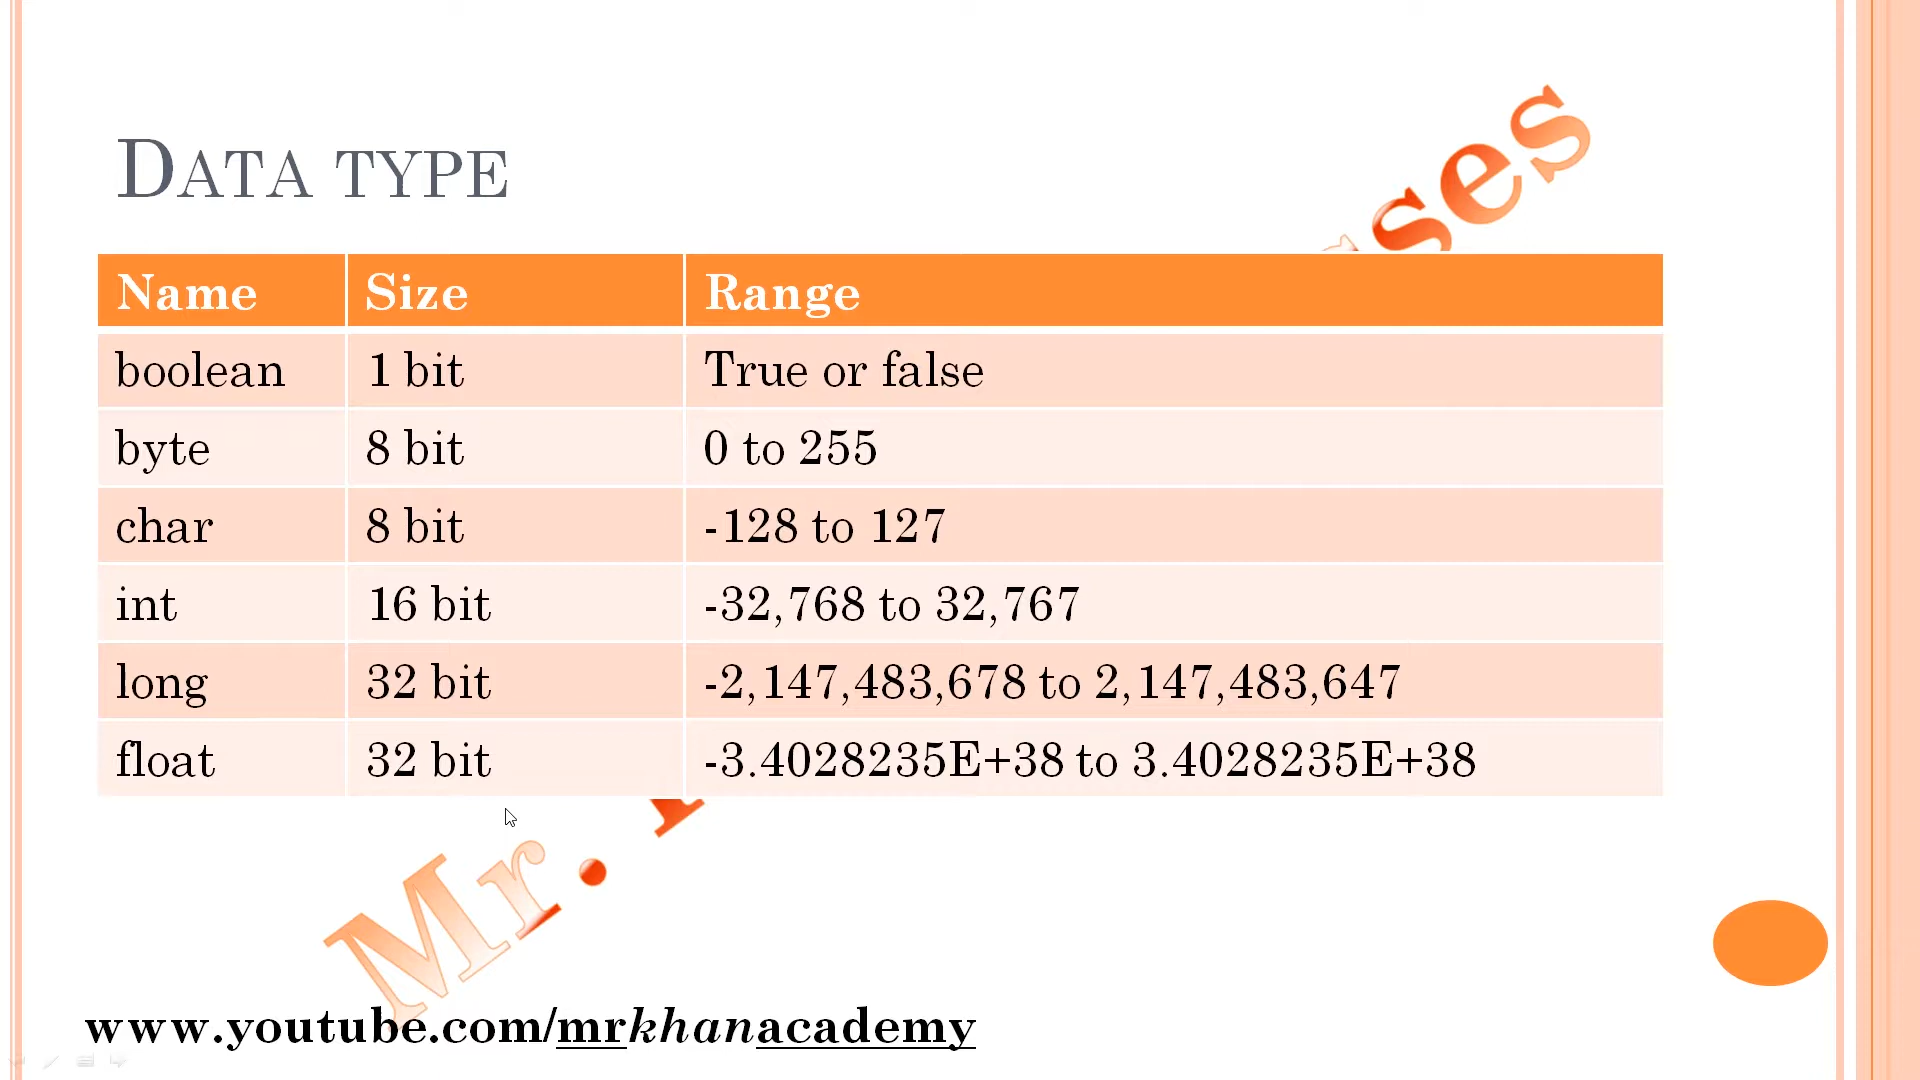 DATA TYPE
Name Size Range
boolean 1 bit True or false
byte 8 bit 0 to 255
char 8 bit -128 to 127
int 16 bit -32,768 to 32,767
long 32 bit -2,147,483,678 to 2,147,483,647
float 32 bit -3.4028235E+38 to 3.4028235E+38
Mr.
ses
www.youtube.com/mrkhanacademy